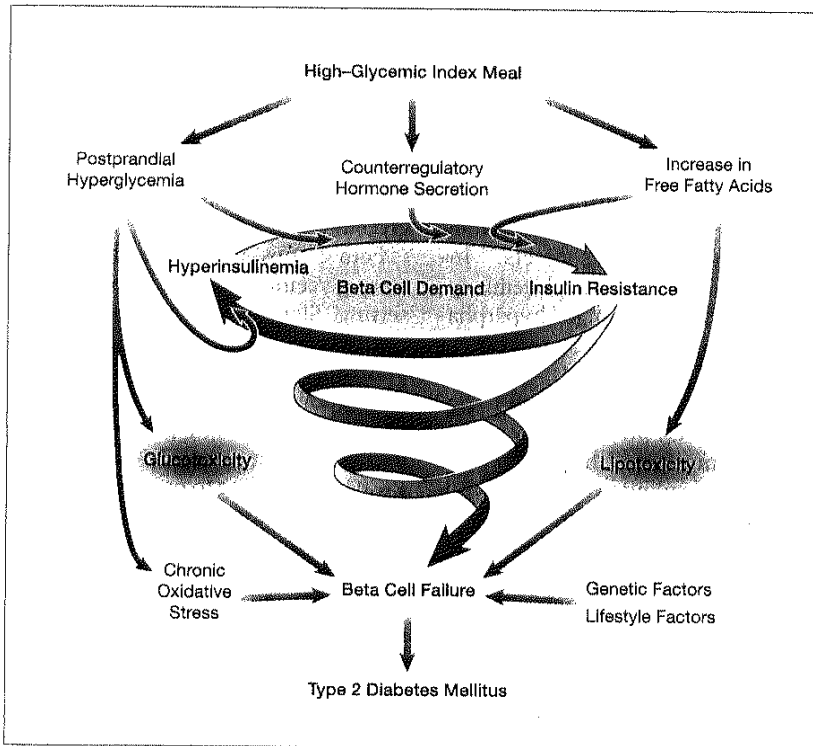 High–Glycemic Index Meal
Postprandial
Hyperglycemia
Counterregulatory
Hormone Secretion
Increase in
Free Fatty Acids
Hyperinsulinemia
Beta Cell Demand
Insulin Resistance
Glucotoxicity
Lipotoxicity
Chronic
Oxidative
Stress
Beta Cell Failure
Genetic Factors
Lifestyle Factors
Type 2 Diabetes Mellitus